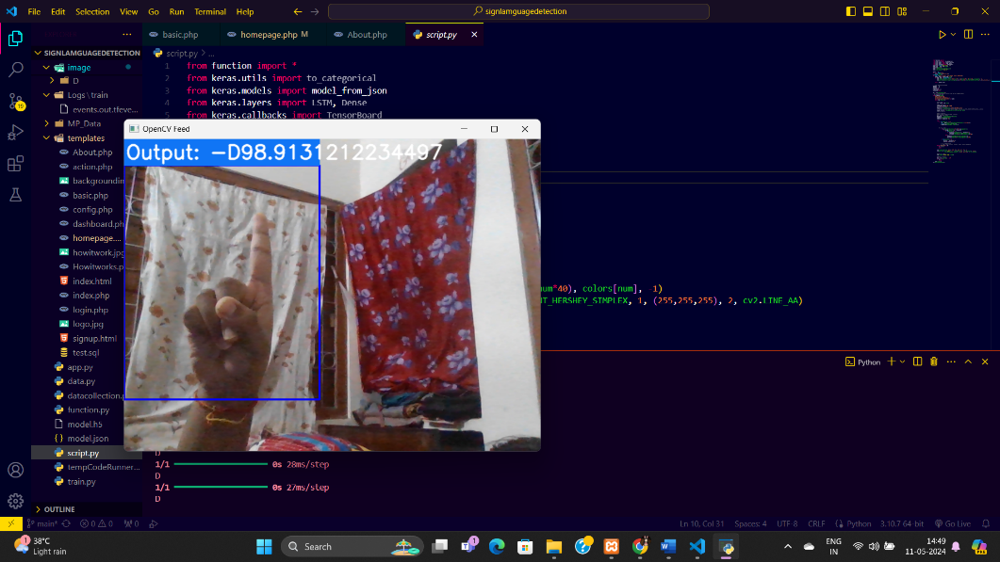 File Edit Selection View Go Run Terminal Help
signlamguagedetection
basic.php
homepage.php M
About.php
script.py
script.py > ...
SIGNLAMGUAGEDETECTION
image
D
Logs\train
events.out.tfeve...
MP_Data
templates
About.php
action.php
backgroundin
basic.php
config.php
dashboard.ph
homepage....
howitwork.jpg
Howitworks.p
index.html
index.php
login.php
logo.jpg
signup.html
test.sql
app.py
data.py
datacollection.p
function.py
model.h5
model.json
script.py
tempCodeRunner...
train.py
OUTLINE
1 from function import *
2 from keras.utils import to_categorical
3 from keras.models import model_from_json
4 from keras.layers import LSTM, Dense
5 from keras.callbacks import TensorBoard
OpenCV Feed
Output: -D98.9131212234497
num*40), colors[num], -1)
NT_HERSHEY_SIMPLEX, 1, (255,255,255), 2, cv2.LINE_AA)
Python
D
1/1 0s 28ms/step
D
1/1 0s 27ms/step
D
19
main* 0 0 0
Ln 10, Col 31 Spaces: 4 UTF-8 CRLF Python 3.10.7 64-bit Go Live
38°C
Light rain
Search
ENG
IN
14:49
11-05-2024